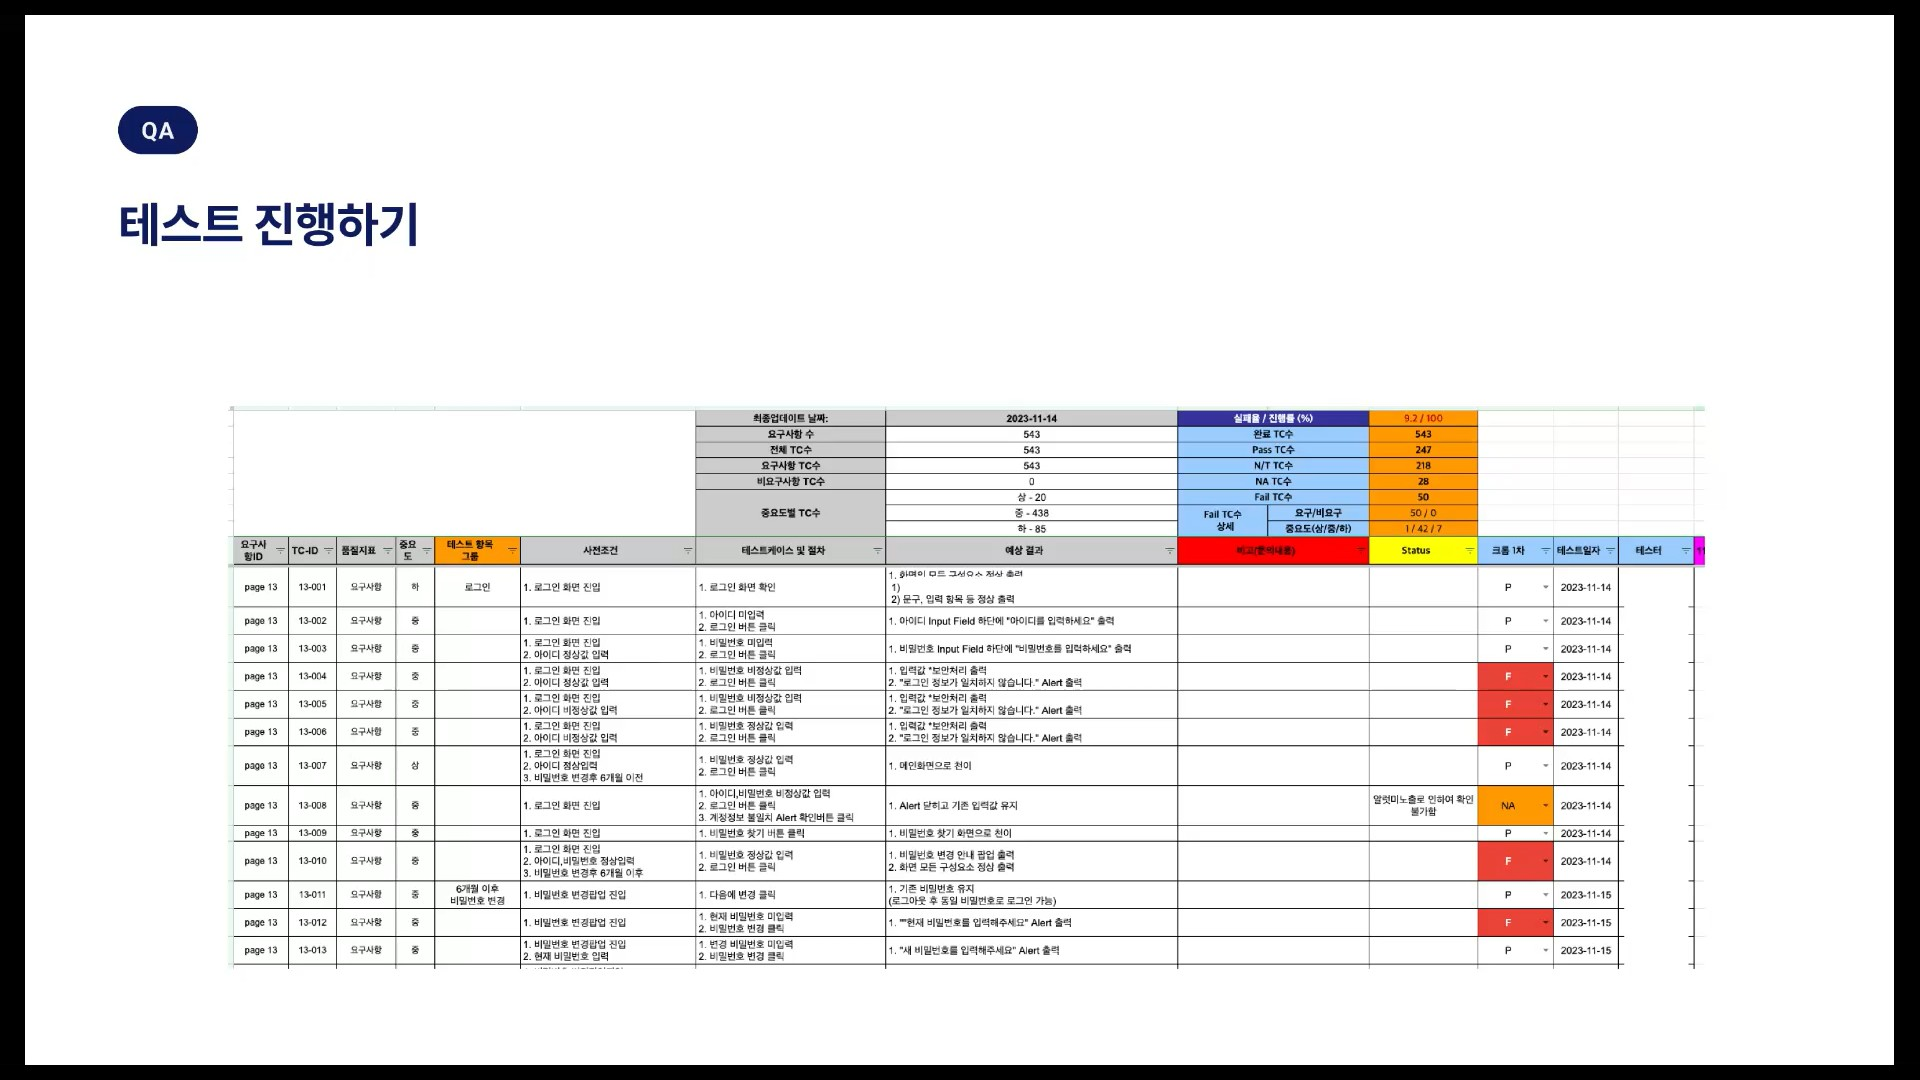 QA
테스트 진행하기
최종업데이트 날짜: 2023-11-14 실패율 / 진행률 (%) 9.2 / 100
요구사항 수 543 완료 TC수 543
전체 TC수 543 Pass TC수 247
요구사항 TC수 543 N/T TC수 218
비요구사항 TC수 0 NA TC수 28
중요도별 TC수 상 - 20 Fail TC수 50
중 - 438 Fail TC수 상세 요구/비요구 50 / 0
하 - 85 중요도(상/중/하) 1 / 42 / 7
요구사항ID TC-ID 품질지표 중요도 테스트 항목 그룹 사전조건 테스트케이스 및 절차 예상 결과 비고(문의내용) Status 크롬 1차 테스트일자 테스터
page 13 13-001 요구사항 하 로그인 1. 로그인 화면 진입 1. 로그인 화면 확인 1. 화면의 모든 구성요소 정상 출력
1)
2) 문구, 입력 항목 등 정상 출력 P 2023-11-14
page 13 13-002 요구사항 중 1. 로그인 화면 진입 1. 아이디 미입력
2. 로그인 버튼 클릭 1. 아이디 Input Field 하단에 "아이디를 입력하세요" 출력 P 2023-11-14
page 13 13-003 요구사항 중 1. 로그인 화면 진입
2. 아이디 정상값 입력 1. 비밀번호 미입력
2. 로그인 버튼 클릭 1. 비밀번호 Input Field 하단에 "비밀번호를 입력하세요" 출력 P 2023-11-14
page 13 13-004 요구사항 중 1. 로그인 화면 진입
2. 아이디 정상값 입력 1. 비밀번호 비정상값 입력
2. 로그인 버튼 클릭 1. 입력값 *보안처리 출력
2. "로그인 정보가 일치하지 않습니다." Alert 출력 F 2023-11-14
page 13 13-005 요구사항 중 1. 로그인 화면 진입
2. 아이디 비정상값 입력 1. 비밀번호 비정상값 입력
2. 로그인 버튼 클릭 1. 입력값 *보안처리 출력
2. "로그인 정보가 일치하지 않습니다." Alert 출력 F 2023-11-14
page 13 13-006 요구사항 중 1. 로그인 화면 진입
2. 아이디 비정상값 입력 1. 비밀번호 정상값 입력
2. 로그인 버튼 클릭 1. 입력값 *보안처리 출력
2. "로그인 정보가 일치하지 않습니다." Alert 출력 F 2023-11-14
page 13 13-007 요구사항 상 1. 로그인 화면 진입
2. 아이디 정상입력
3. 비밀번호 변경후 6개월 이전 1. 비밀번호 정상값 입력
2. 로그인 버튼 클릭 1. 메인화면으로 천이 P 2023-11-14
page 13 13-008 요구사항 중 1. 로그인 화면 진입 1. 아이디,비밀번호 비정상값 입력
2. 로그인 버튼 클릭
3. 계정정보 불일치 Alert 확인버튼 클릭 1. Alert 닫히고 기존 입력값 유지 알럿미노출로 인하여 확인 불가함 NA 2023-11-14
page 13 13-009 요구사항 중 1. 로그인 화면 진입 1. 비밀번호 찾기 버튼 클릭 1. 비밀번호 찾기 화면으로 천이 P 2023-11-14
page 13 13-010 요구사항 중 1. 로그인 화면 진입
2. 아이디,비밀번호 정상입력
3. 비밀번호 변경후 6개월 이후 1. 비밀번호 정상값 입력
2. 로그인 버튼 클릭 1. 비밀번호 변경 안내 팝업 출력
2. 화면 모든 구성요소 정상 출력 F 2023-11-14
page 13 13-011 요구사항 중 6개월 이후 비밀번호 변경 1. 비밀번호 변경팝업 진입 1. 다음에 변경 클릭 1. 기존 비밀번호 유지
(로그아웃 후 동일 비밀번호로 로그인 가능) P 2023-11-15
page 13 13-012 요구사항 중 1. 비밀번호 변경팝업 진입 1. 현재 비밀번호 미입력
2. 비밀번호 변경 클릭 1. ""현재 비밀번호를 입력해주세요" Alert 출력 F 2023-11-15
page 13 13-013 요구사항 중 1. 비밀번호 변경팝업 진입
2. 현재 비밀번호 입력 1. 변경 비밀번호 미입력
2. 비밀번호 변경 클릭 1. "새 비밀번호를 입력해주세요" Alert 출력 P 2023-11-15